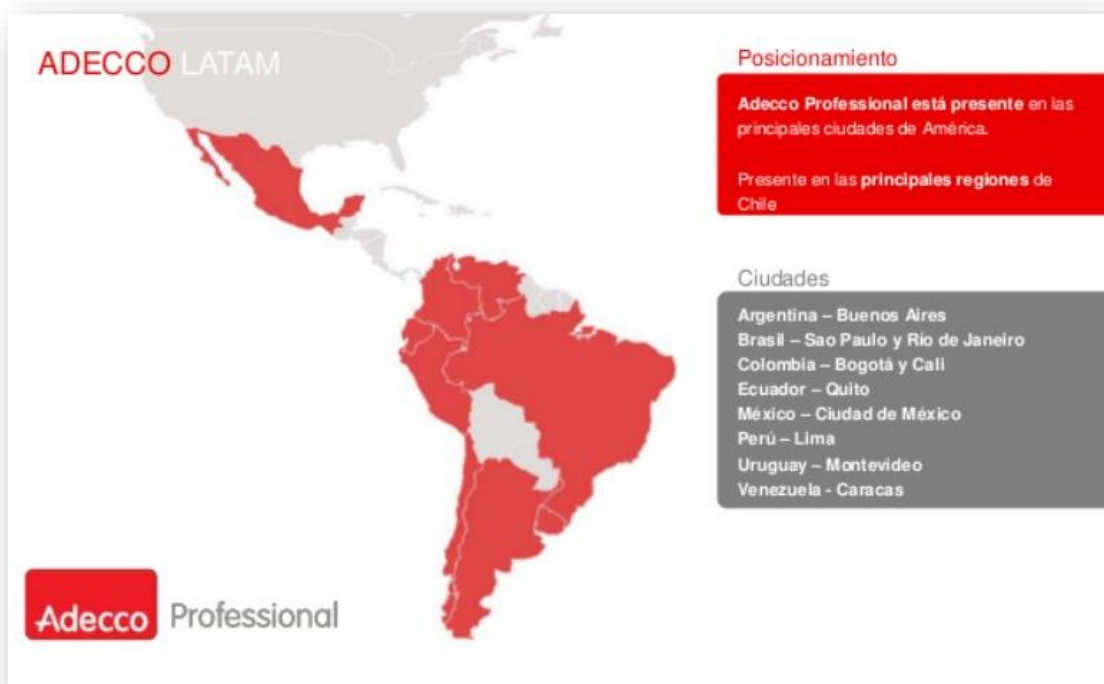 ADECCO LATAM
Posicionamiento
Adecco Professional está presente en las
principales ciudades de América.
Presente en las principales regiones de
Chile
Ciudades
Argentina – Buenos Aires
Brasil – Sao Paulo y Río de Janeiro
Colombia – Bogotá y Cali
Ecuador – Quito
México – Ciudad de México
Perú – Lima
Uruguay – Montevideo
Venezuela - Caracas
Adecco Professional